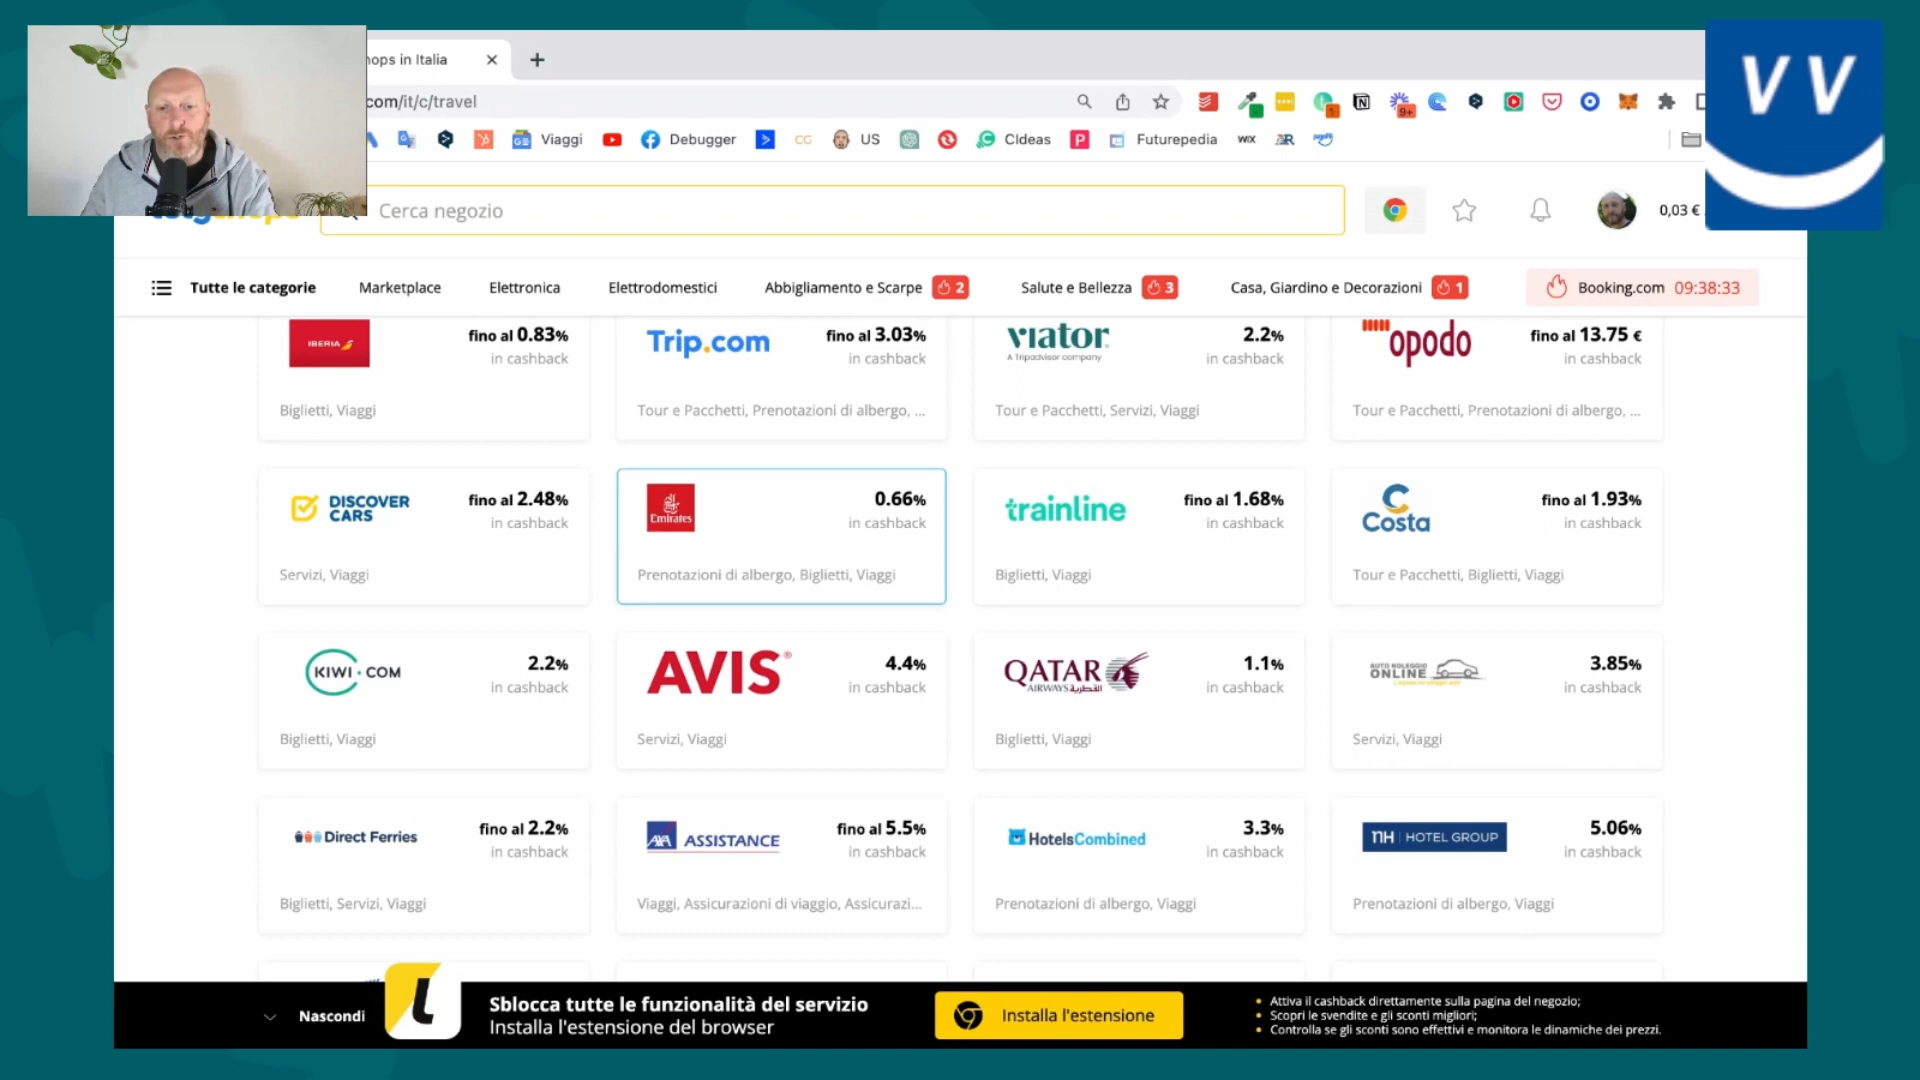 hops in Italia
com/it/c/travel
9+
Viaggi
Debugger
CG
US
CIdeas
Futurepedia
WIX
VV
Cerca negozio
0,03 €
Tutte le categorie
Marketplace
Elettronica
Elettrodomestici
Abbigliamento e Scarpe 2
Salute e Bellezza 3
Casa, Giardino e Decorazioni 1
Booking.com 09:38:33
IBERIA
fino al 0.83%
in cashback
Biglietti, Viaggi
Trip.com
fino al 3.03%
in cashback
Tour e Pacchetti, Prenotazioni di albergo, ...
viator
A Tripadvisor company
2.2%
in cashback
Tour e Pacchetti, Servizi, Viaggi
opodo
fino al 13.75 €
in cashback
Tour e Pacchetti, Prenotazioni di albergo, ...
DISCOVER
CARS
fino al 2.48%
in cashback
Servizi, Viaggi
Emirates
0.66%
in cashback
Prenotazioni di albergo, Biglietti, Viaggi
trainline
fino al 1.68%
in cashback
Biglietti, Viaggi
Costa
fino al 1.93%
in cashback
Tour e Pacchetti, Biglietti, Viaggi
KIWI.COM
2.2%
in cashback
Biglietti, Viaggi
AVIS®
4.4%
in cashback
Servizi, Viaggi
QATAR
AIRWAYS القطرية
1.1%
in cashback
Biglietti, Viaggi
AUTO NOLEGGIO
ONLINE
3.85%
in cashback
Servizi, Viaggi
Direct Ferries
fino al 2.2%
in cashback
Biglietti, Servizi, Viaggi
AXA ASSISTANCE
fino al 5.5%
in cashback
Viaggi, Assicurazioni di viaggio, Assicurazi...
HotelsCombined
3.3%
in cashback
Prenotazioni di albergo, Viaggi
nH HOTEL GROUP
5.06%
in cashback
Prenotazioni di albergo, Viaggi
Nascondi
Sblocca tutte le funzionalità del servizio
Installa l'estensione del browser
Installa l'estensione
• Attiva il cashback direttamente sulla pagina del negozio;
• Scopri le svendite e gli sconti migliori;
• Controlla se gli sconti sono effettivi e monitora le dinamiche dei prezzi.